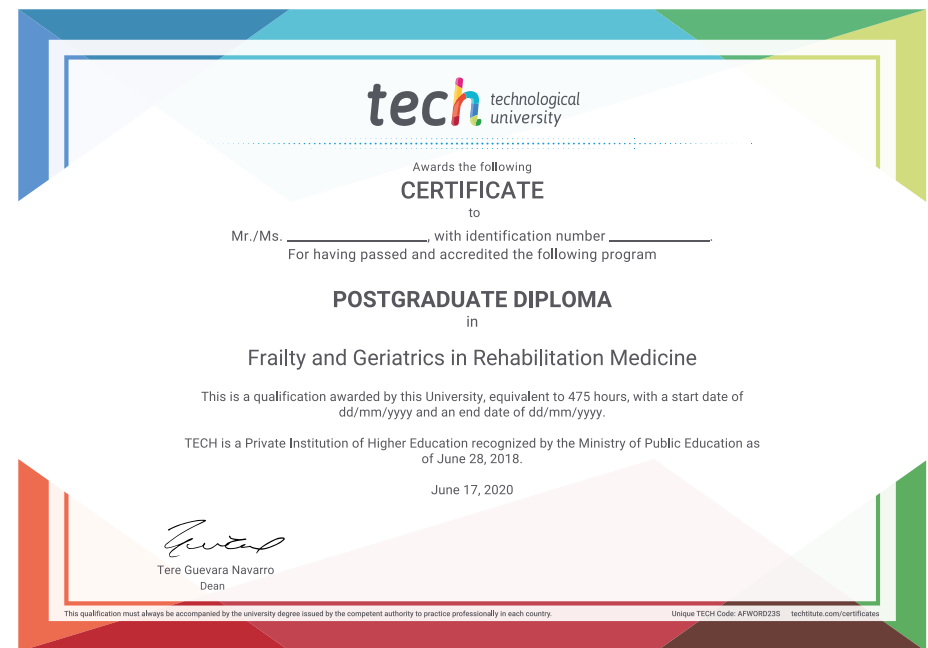 tech technological
university
Awards the following
CERTIFICATE
to
Mr./Ms. ____________________, with identification number ______________.
For having passed and accredited the following program
POSTGRADUATE DIPLOMA
in
Frailty and Geriatrics in Rehabilitation Medicine
This is a qualification awarded by this University, equivalent to 475 hours, with a start date of
dd/mm/yyyy and an end date of dd/mm/yyyy.
TECH is a Private Institution of Higher Education recognized by the Ministry of Public Education as
of June 28, 2018.
June 17, 2020
Tere Guevara Navarro
Dean
This qualification must always be accompanied by the university degree issued by the competent authority to practice professionally in each country. Unique TECH Code: AFWORD23S techtitute.com/certificates